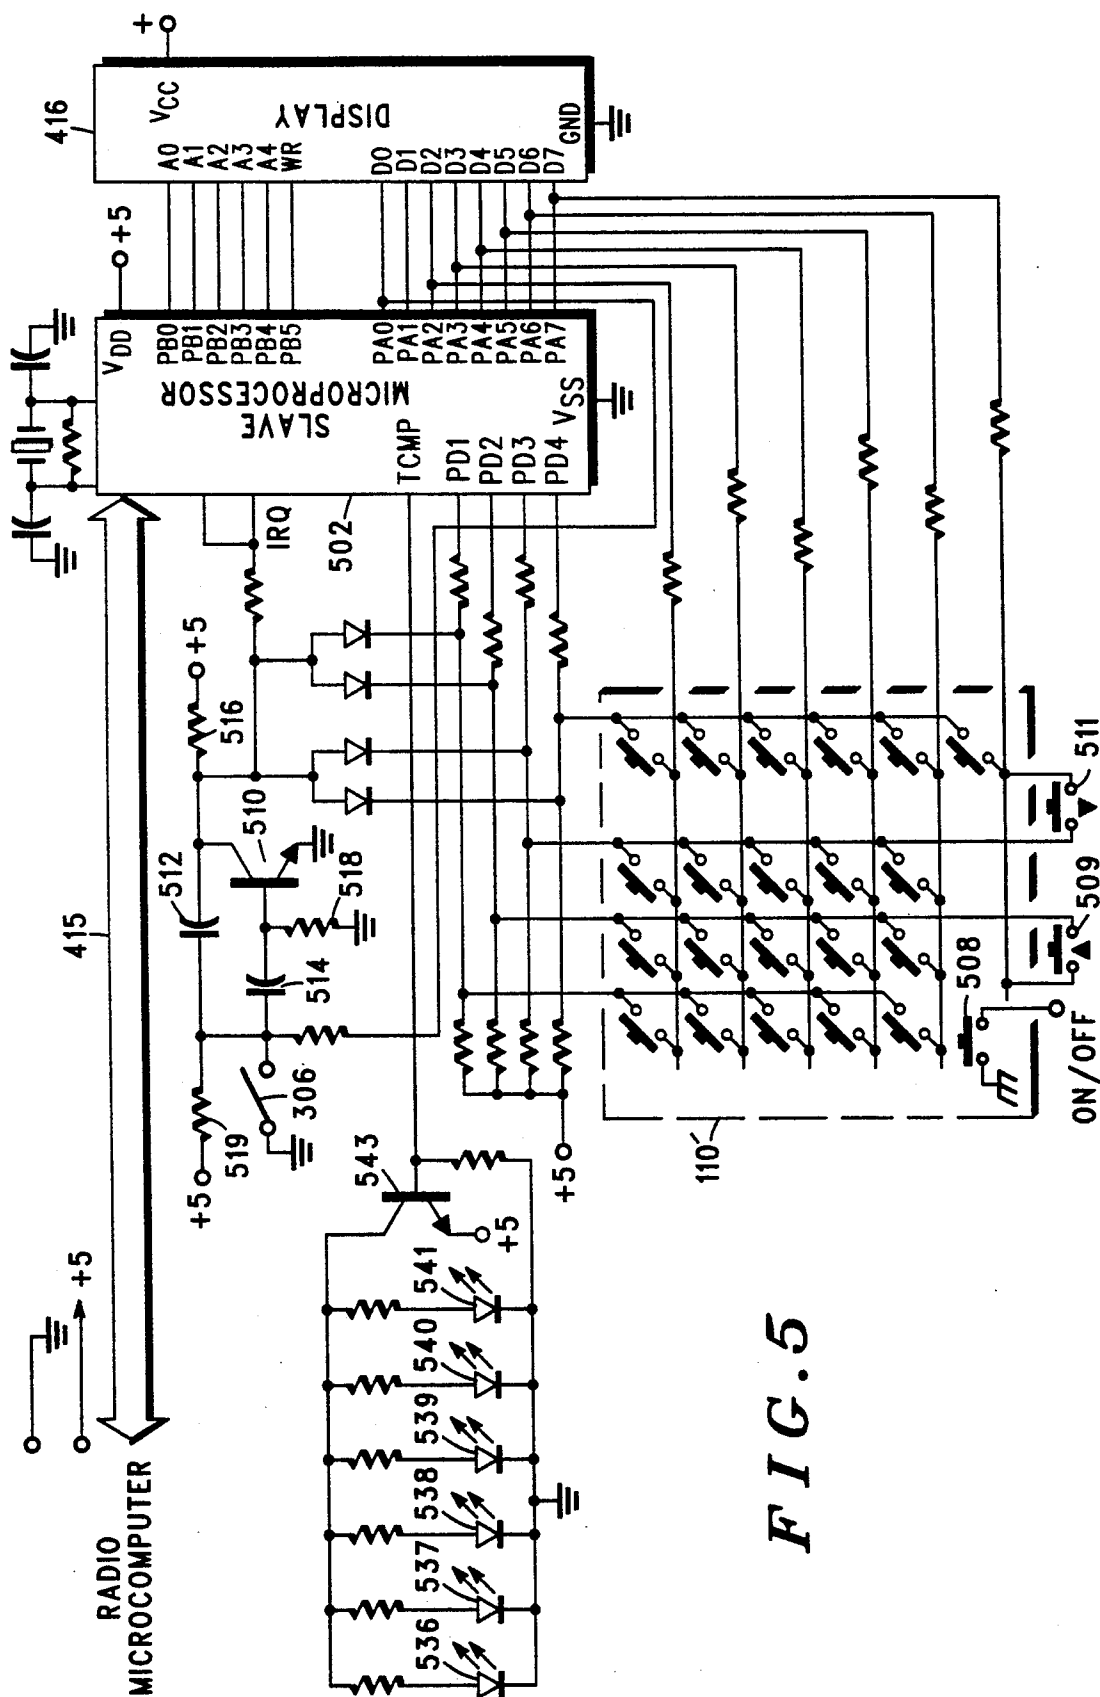 RADIO
MICROCOMPUTER
+5
415
+5
519
306
512
514
510
518
516
+5
IRQ
502
V_DD
SLAVE
MICROPROCESSOR
PB0
PB1
PB2
PB3
PB4
PB5
PA0
PA1
PA2
PA3
PA4
PA5
PA6
PA7
TCMP
PD1
PD2
PD3
PD4
V_SS
+5
416
+
V_CC
DISPLAY
A0
A1
A2
A3
A4
WR
D0
D1
D2
D3
D4
D5
D6
D7
GND
536
537
538
539
540
541
543
+5
+5
110
508
509
511
ON/OFF
FIG.5